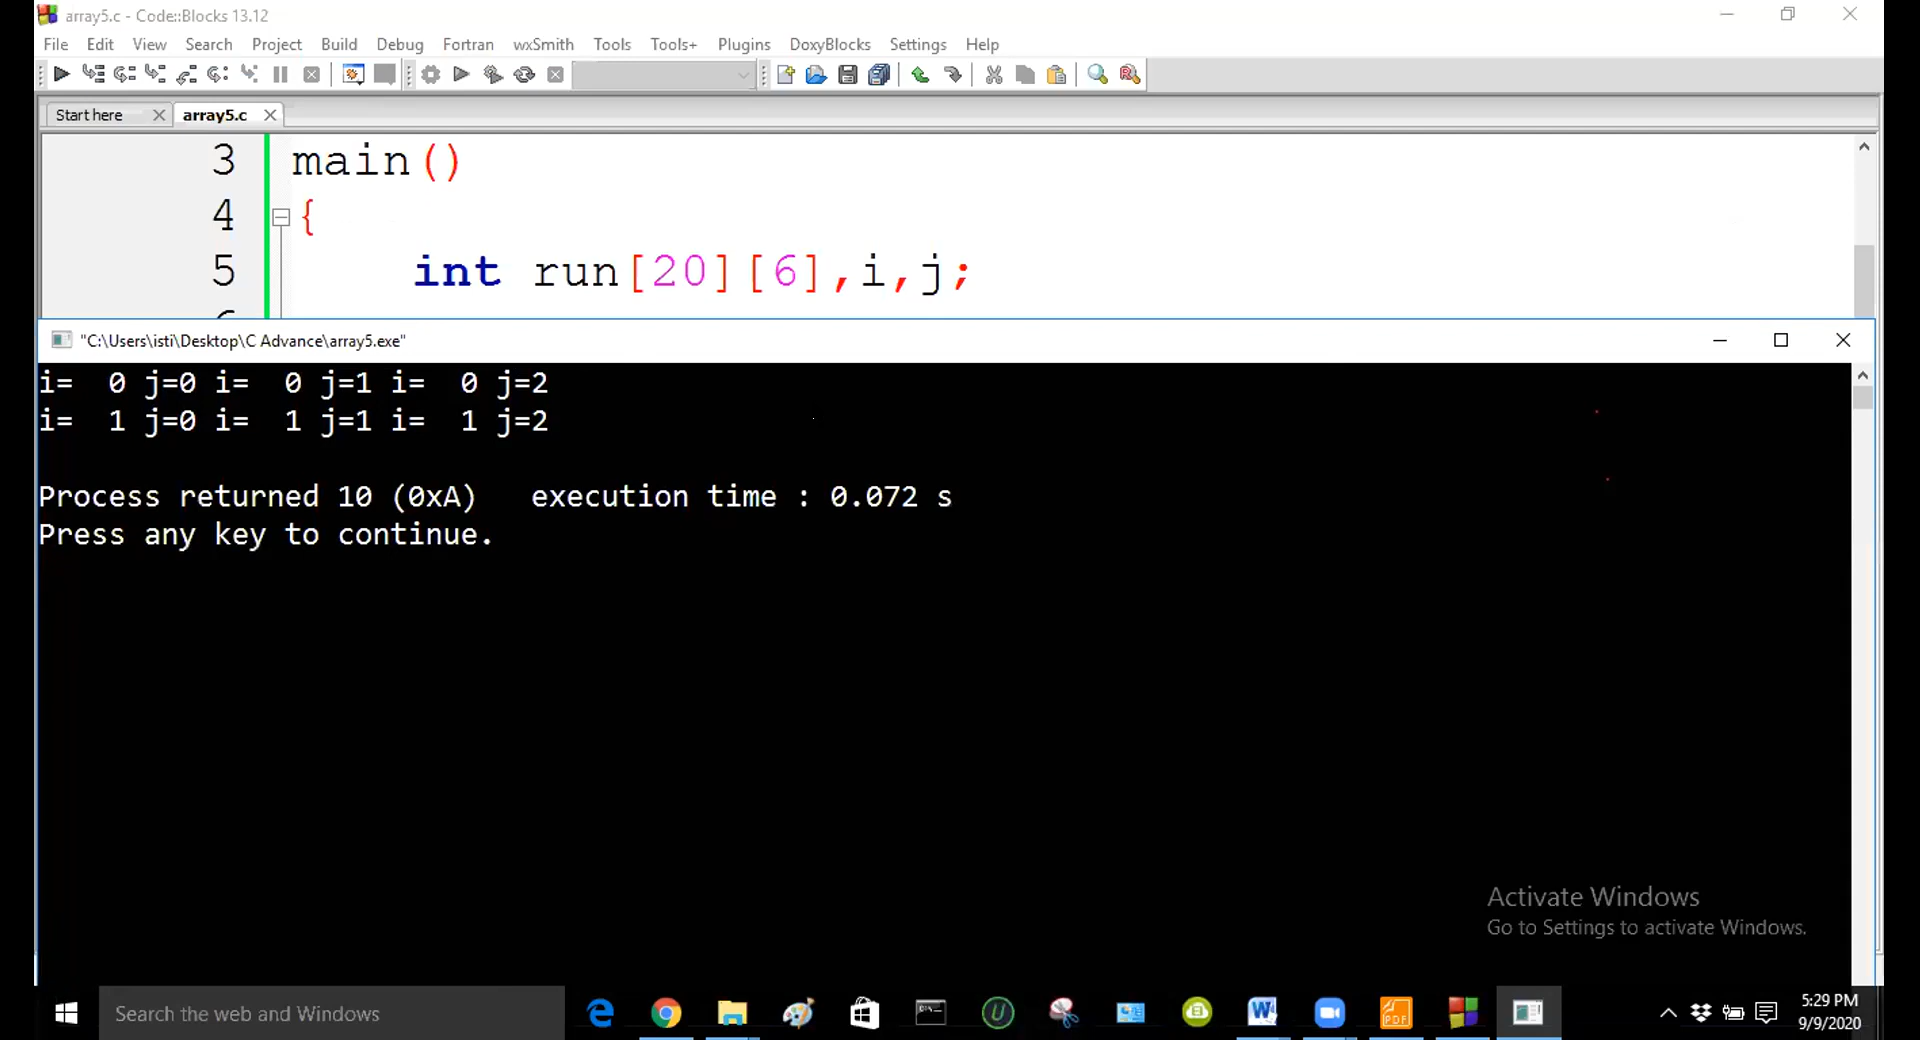 array5.c - Code::Blocks 13.12
File Edit View Search Project Build Debug Fortran wxSmith Tools Tools+ Plugins DoxyBlocks Settings Help
Start here array5.c
3 main()
4 {
5 int run[20][6],i,j;
"C:\Users\isti\Desktop\C Advance\array5.exe"
i=  0 j=0 i=  0 j=1 i=  0 j=2
i=  1 j=0 i=  1 j=1 i=  1 j=2
Process returned 10 (0xA)   execution time : 0.072 s
Press any key to continue.
Activate Windows
Go to Settings to activate Windows.
Search the web and Windows
5:29 PM
9/9/2020